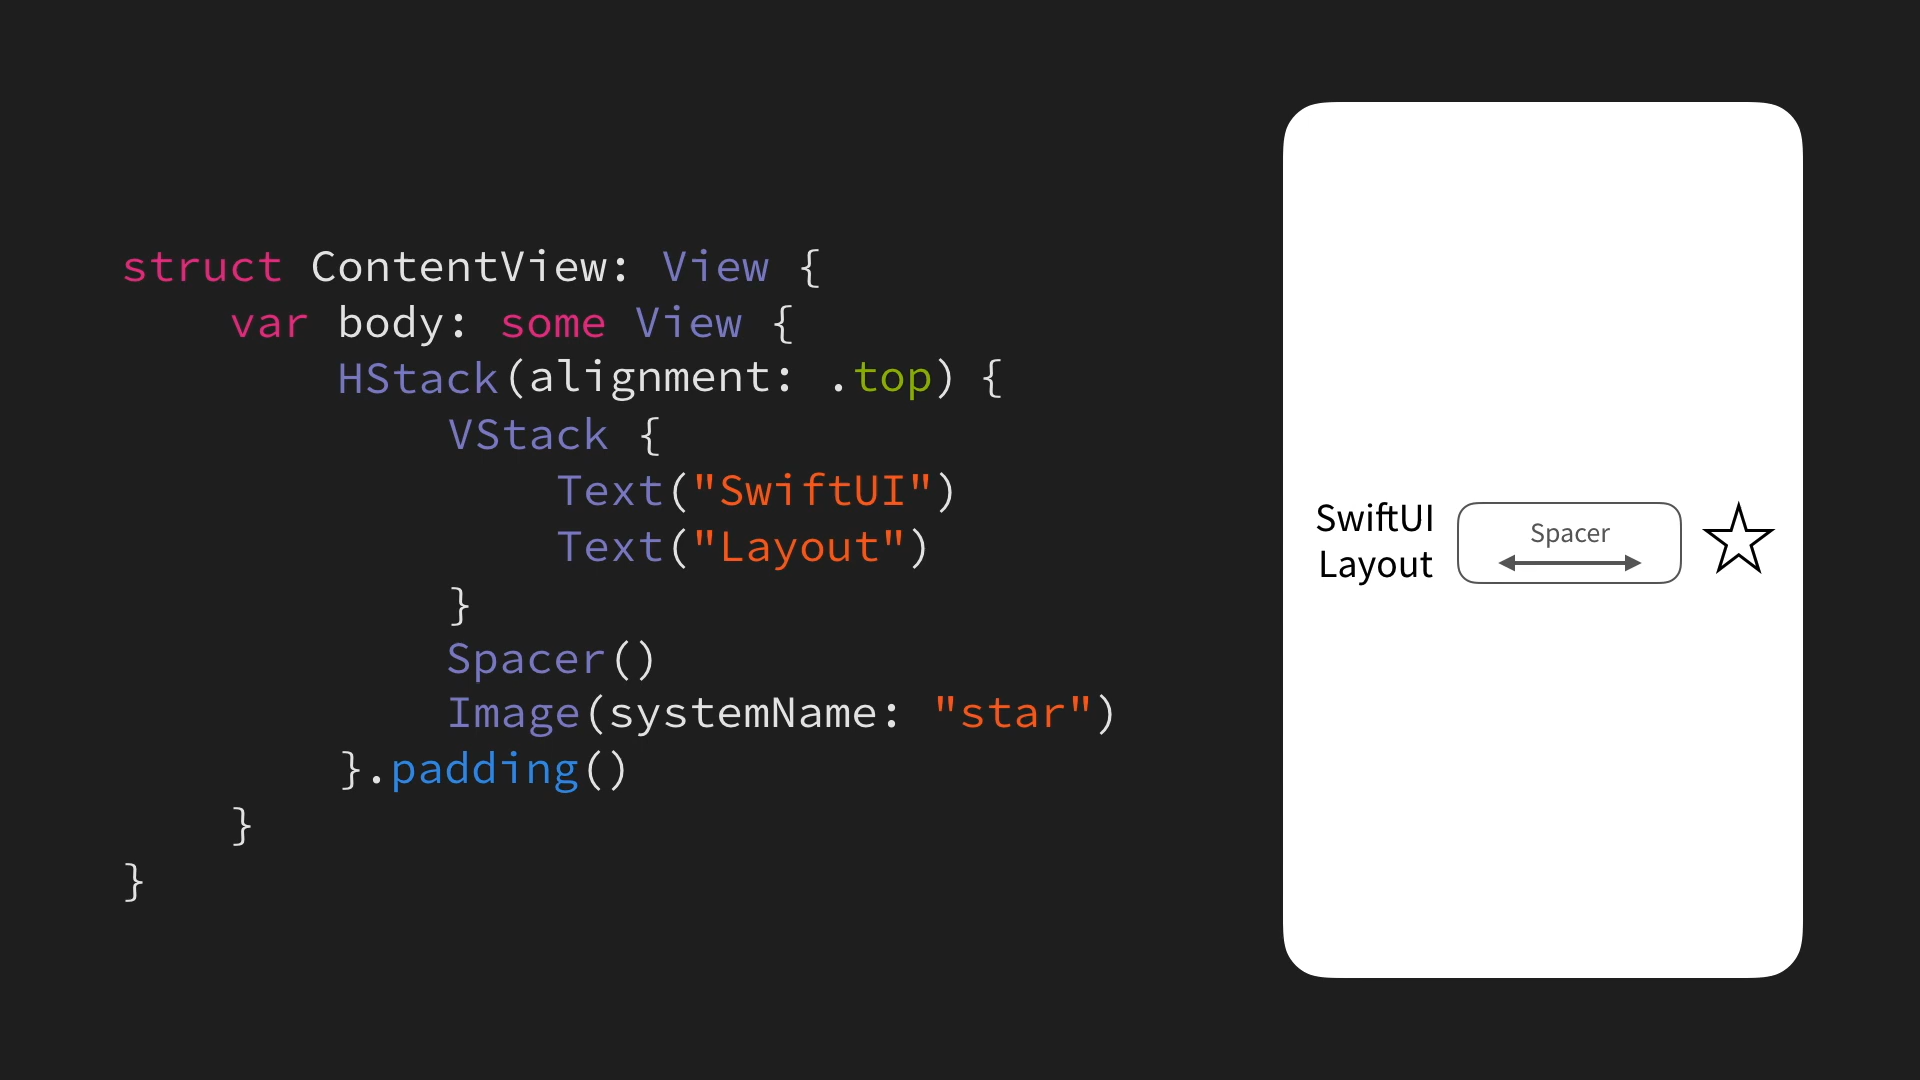 struct ContentView: View {
    var body: some View {
        HStack(alignment: .top) {
            VStack {
                Text("SwiftUI")
                Text("Layout")
            }
            Spacer()
            Image(systemName: "star")
        }.padding()
    }
}
SwiftUI
Layout
Spacer